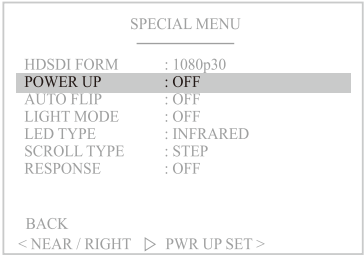 SPECIAL MENU
HDSDI FORM : 1080p30
POWER UP : OFF
AUTO FLIP : OFF
LIGHT MODE : OFF
LED TYPE : INFRARED
SCROLL TYPE : STEP
RESPONSE : OFF
BACK
< NEAR / RIGHT ▷ PWR UP SET >